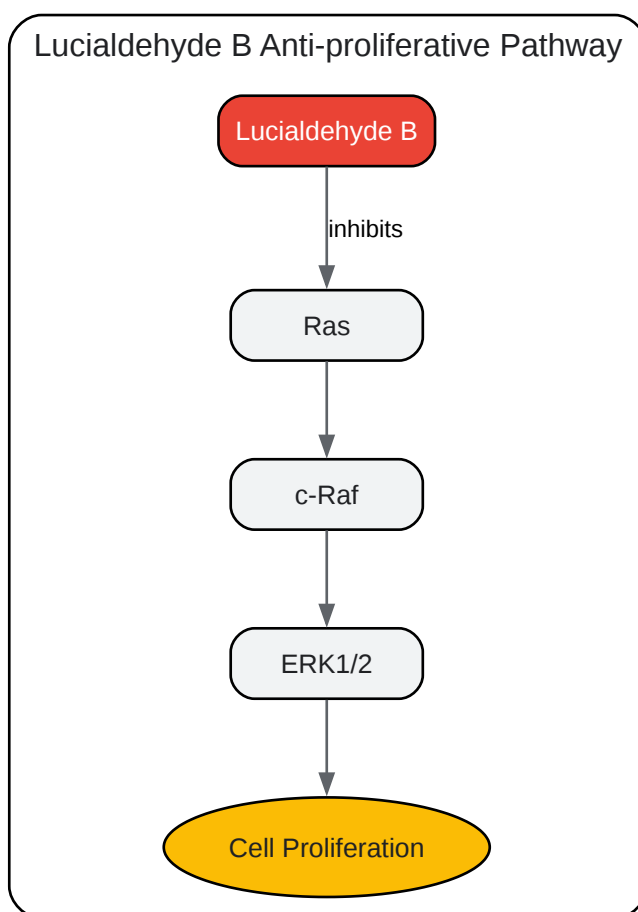 Lucialdehyde B Anti-proliferative Pathway
Lucialdehyde B
inhibits
Ras
c-Raf
ERK1/2
Cell Proliferation